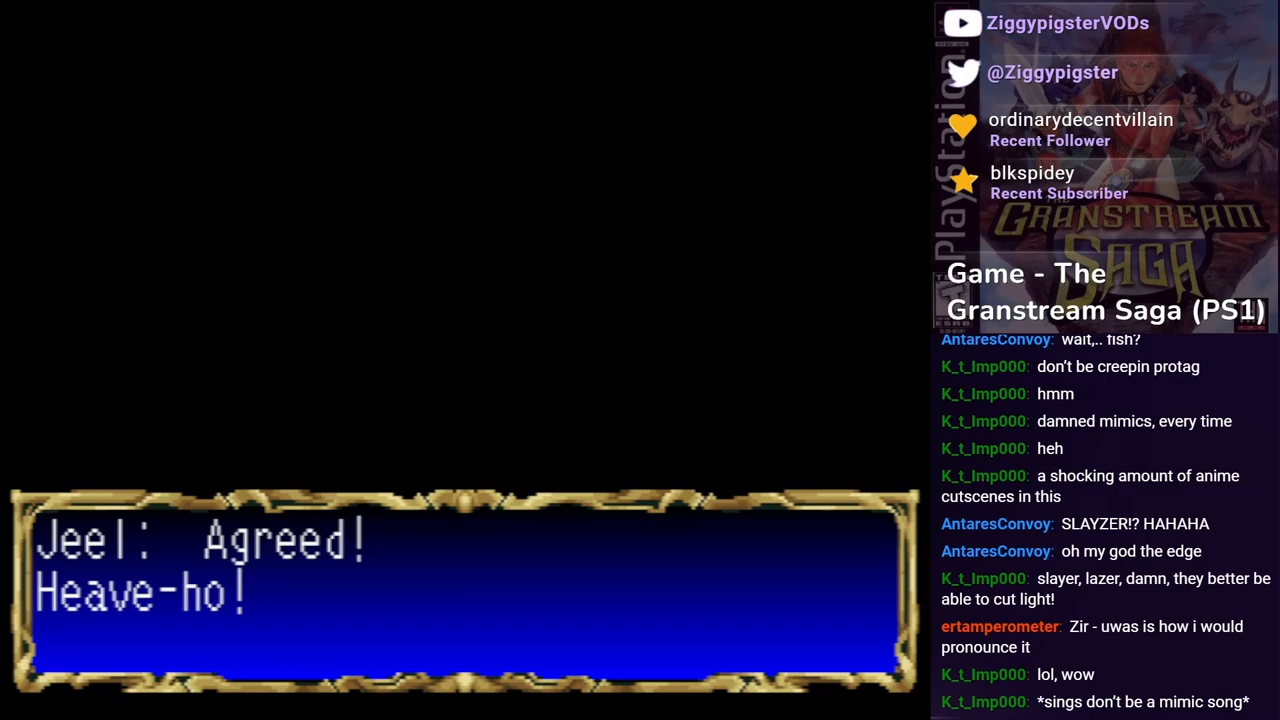 Jeel: Agreed!
Heave-ho!
ZiggypigsterVODs
@Ziggypigster
ordinarydecentvillain
Recent Follower
blkspidey
Recent Subscriber
PlayStation
THE
GRANSTREAM
SAGA
Game - The
Granstream Saga (PS1)
AntaresConvoy: wait,.. fish?
K_t_Imp000: don't be creepin protag
K_t_Imp000: hmm
K_t_Imp000: damned mimics, every time
K_t_Imp000: heh
K_t_Imp000: a shocking amount of anime
cutscenes in this
AntaresConvoy: SLAYZER!? HAHAHA
AntaresConvoy: oh my god the edge
K_t_Imp000: slayer, lazer, damn, they better be
able to cut light!
ertamperometer: Zir - uwas is how i would
pronounce it
K_t_Imp000: lol, wow
K_t_Imp000: *sings don't be a mimic song*